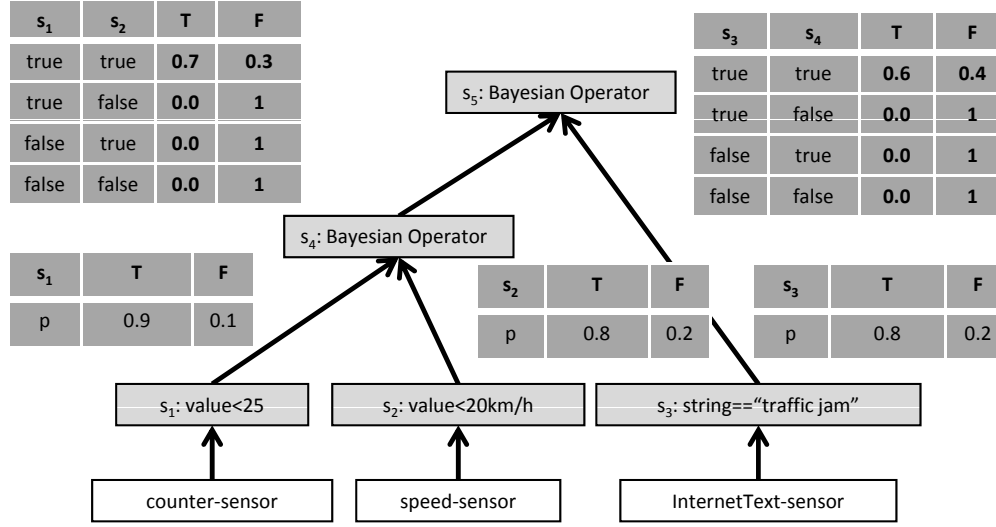 s₁ s₂ T F
true true 0.7 0.3
true false 0.0 1
false true 0.0 1
false false 0.0 1
s₃ s₄ T F
true true 0.6 0.4
true false 0.0 1
false true 0.0 1
false false 0.0 1
s₅: Bayesian Operator
s₄: Bayesian Operator
s₁ T F
p 0.9 0.1
s₂ T F
p 0.8 0.2
s₃ T F
p 0.8 0.2
s₁: value<25
s₂: value<20km/h
s₃: string==“traffic jam”
counter-sensor
speed-sensor
InternetText-sensor